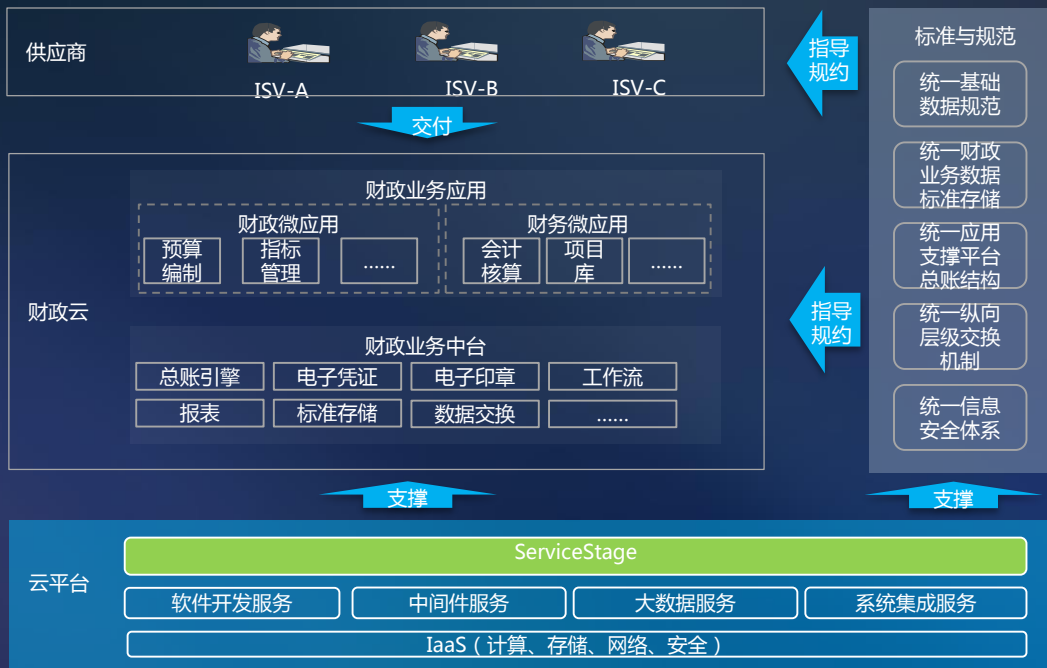 供应商
ISV-A
ISV-B
ISV-C
指导
规约
交付
财政云
财政业务应用
财政微应用
预算
编制
指标
管理
......
财务微应用
会计
核算
项目
库
......
财政业务中台
总账引擎
电子凭证
电子印章
工作流
报表
标准存储
数据交换
......
指导
规约
标准与规范
统一基础
数据规范
统一财政
业务数据
标准存储
统一应用
支撑平台
总账结构
统一纵向
层级交换
机制
统一信息
安全体系
支撑
支撑
云平台
ServiceStage
软件开发服务
中间件服务
大数据服务
系统集成服务
IaaS（计算、存储、网络、安全）